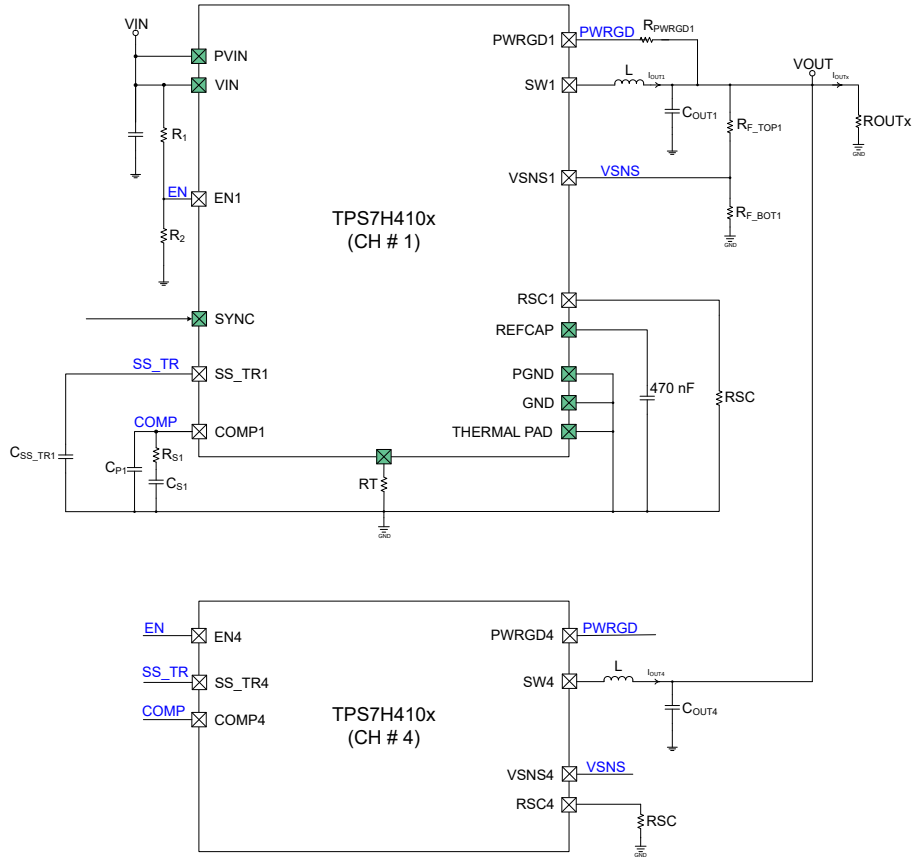 VIN
PVIN
VIN
R1
EN
EN1
R2
SYNC
SS_TR
SS_TR1
COMP
COMP1
CSS_TR1
CP1
RS1
CS1
TPS7H410x
(CH # 1)
PWRGD1
PWRGD
RPWRGD1
SW1
L
IOUT1
VOUT
IOUTx
COUT1
RF_TOP1
ROUTx
GND
VSNS1
VSNS
RF_BOT1
GND
RSC1
REFCAP
PGND
GND
THERMAL PAD
470 nF
RSC
RT
GND
EN
EN4
SS_TR
SS_TR4
COMP
COMP4
TPS7H410x
(CH # 4)
PWRGD4
PWRGD
SW4
L
IOUT4
COUT4
VSNS4
VSNS
RSC4
RSC
GND